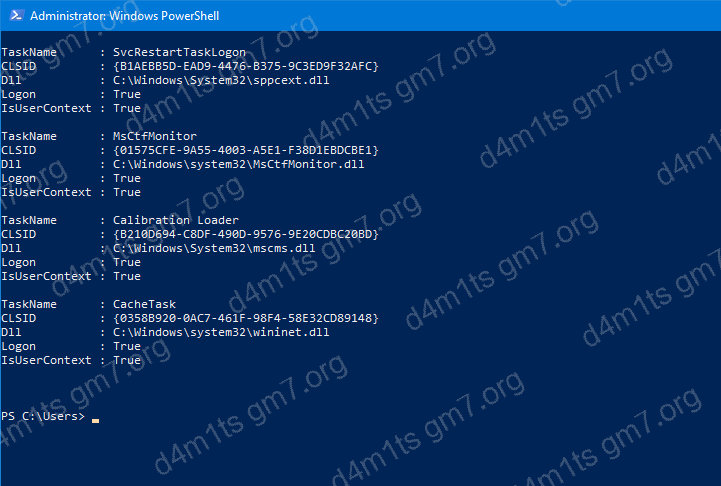 Administrator: Windows PowerShell
TaskName : SvcRestartTaskLogon
CLSID : {B1AEBB5D-EAD9-4476-B375-9C3ED9F32AFC}
Dll : C:\Windows\System32\sppcext.dll
Logon : True
IsUserContext : True
TaskName : MsCtfMonitor
CLSID : {01575CFE-9A55-4003-A5E1-F38D1EBDCBE1}
Dll : C:\Windows\system32\MsCtfMonitor.dll
Logon : True
IsUserContext : True
TaskName : Calibration Loader
CLSID : {B210D694-C8DF-490D-9576-9E20CDBC20BD}
Dll : C:\Windows\System32\mscms.dll
Logon : True
IsUserContext : True
TaskName : CacheTask
CLSID : {0358B920-0AC7-461F-98F4-58E32CD89148}
Dll : C:\Windows\system32\wininet.dll
Logon : True
IsUserContext : True
PS C:\Users>
d4m1ts gm7.org
d4m1ts gm7.org
d4m1ts gm7.org
d4m1ts gm7.org
d4m1ts gm7.org
d4m1ts gm7.org
d4m1ts gm7.org
d4m1ts gm7.org
d4m1ts gm7.org
d4m1ts gm7.org